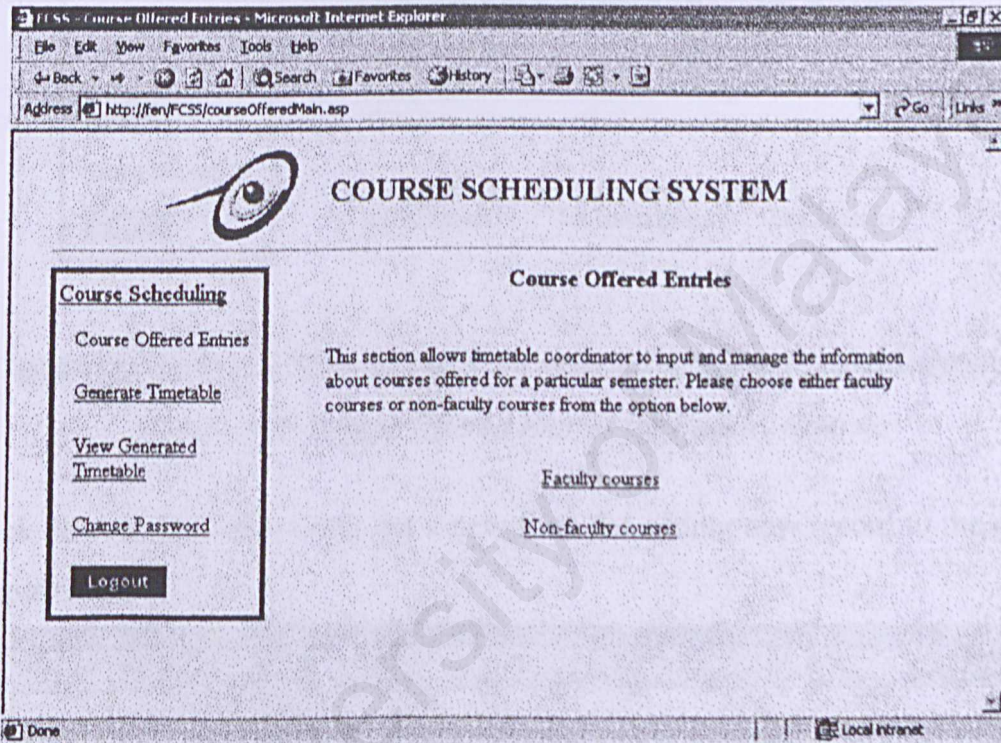 FCSS - Course Offered Entries - Microsoft Internet Explorer
File Edit View Favorites Tools Help
Back Search Favorites History
Address http://fen/FCSS/courseOfferedMain.asp Go Links »
COURSE SCHEDULING SYSTEM
Course Scheduling
Course Offered Entries
Generate Timetable
View Generated
Timetable
Change Password
Logout
Course Offered Entries
This section allows timetable coordinator to input and manage the information
about courses offered for a particular semester. Please choose either faculty
courses or non-faculty courses from the option below.
Faculty courses
Non-faculty courses
Done Local intranet
ersity of Malay